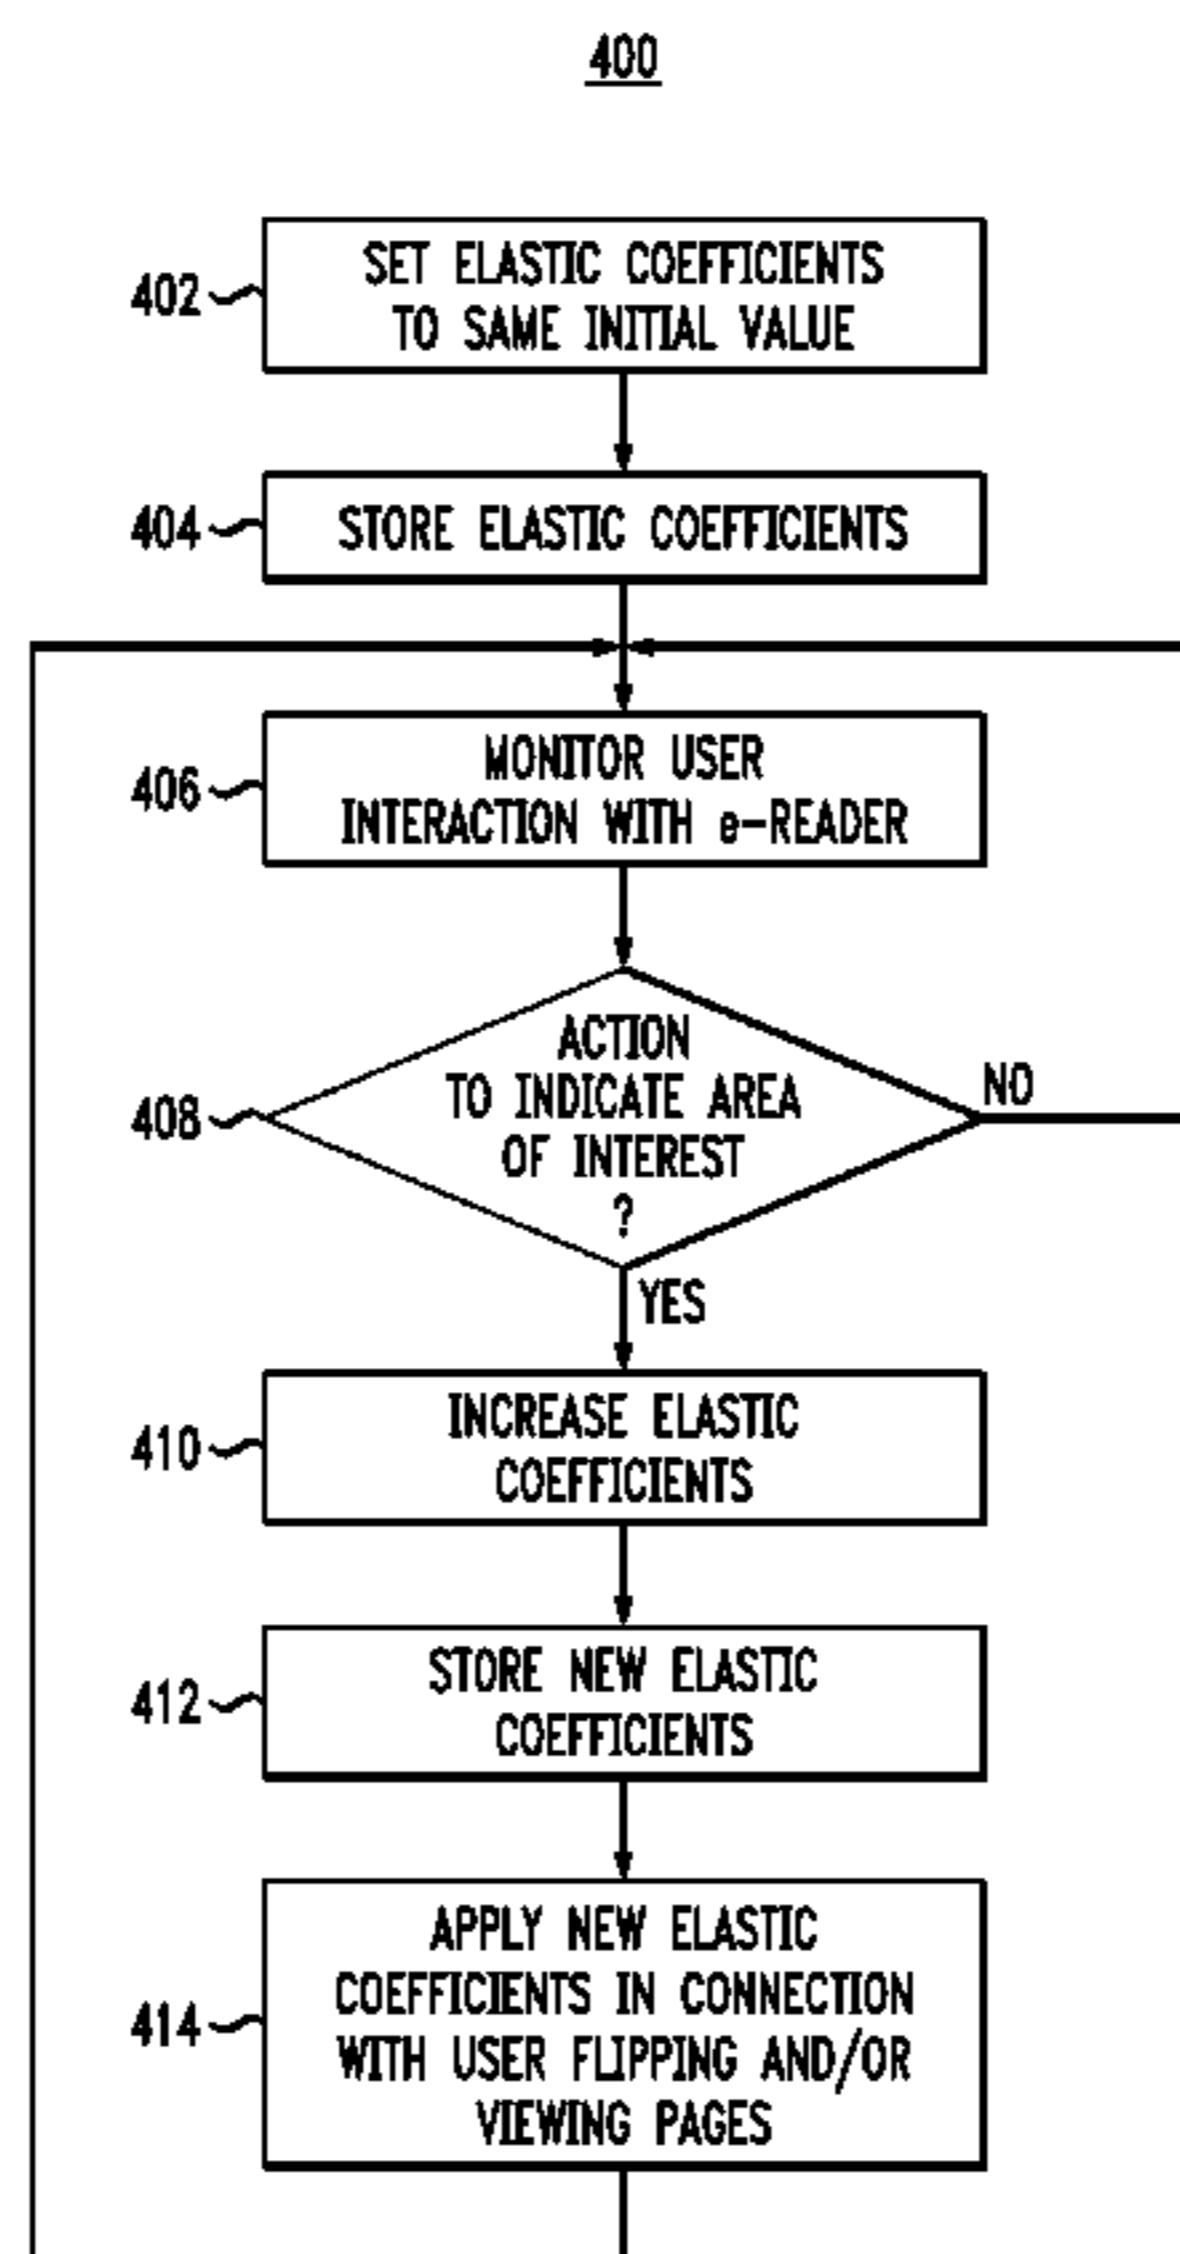 400
402
SET ELASTIC COEFFICIENTS
TO SAME INITIAL VALUE
404
STORE ELASTIC COEFFICIENTS
406
MONITOR USER
INTERACTION WITH e-READER
408
ACTION
TO INDICATE AREA
OF INTEREST
?
NO
YES
410
INCREASE ELASTIC
COEFFICIENTS
412
STORE NEW ELASTIC
COEFFICIENTS
414
APPLY NEW ELASTIC
COEFFICIENTS IN CONNECTION
WITH USER FLIPPING AND/OR
VIEWING PAGES